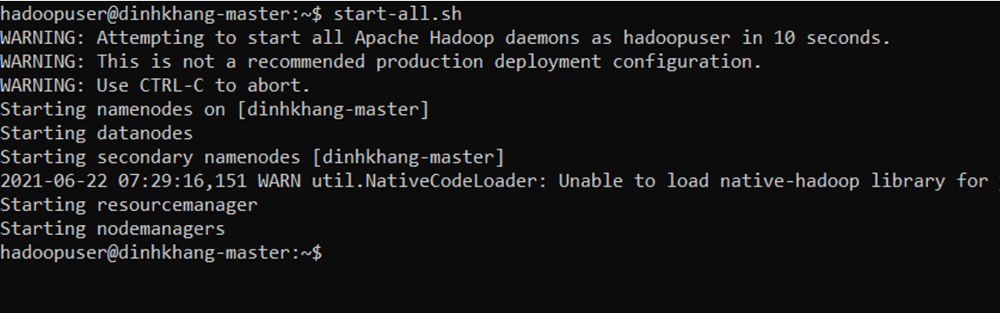 hadoopuser@dinhkhang-master:~$ start-all.sh
WARNING: Attempting to start all Apache Hadoop daemons as hadoopuser in 10 seconds.
WARNING: This is not a recommended production deployment configuration.
WARNING: Use CTRL-C to abort.
Starting namenodes on [dinhkhang-master]
Starting datanodes
Starting secondary namenodes [dinhkhang-master]
2021-06-22 07:29:16,151 WARN util.NativeCodeLoader: Unable to load native-hadoop library for
Starting resourcemanager
Starting nodemanagers
hadoopuser@dinhkhang-master:~$